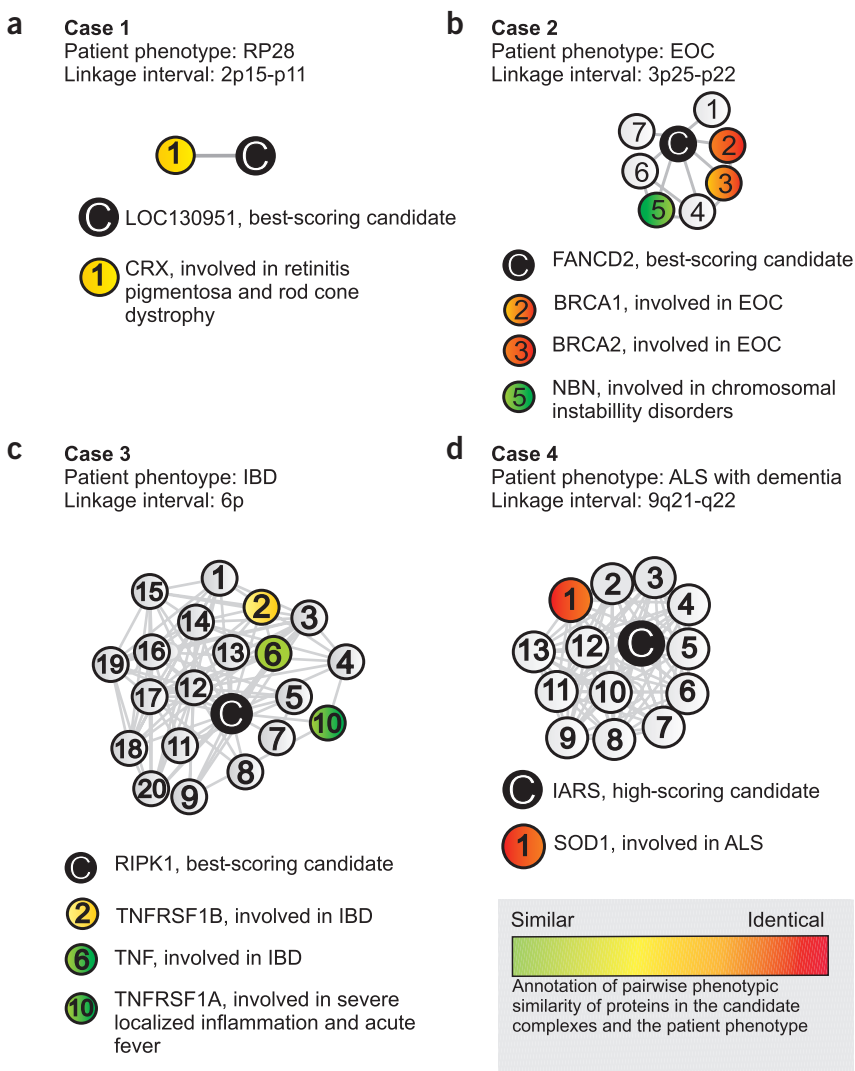 a
Case 1
Patient phenotype: RP28
Linkage interval: 2p15-p11
1
C
C
LOC130951, best-scoring candidate
1
CRX, involved in retinitis
pigmentosa and rod cone
dystrophy
b
Case 2
Patient phenotype: EOC
Linkage interval: 3p25-p22
1
7
C
2
6
3
5
4
C
FANCD2, best-scoring candidate
2
BRCA1, involved in EOC
3
BRCA2, involved in EOC
5
NBN, involved in chromosomal
instabillity disorders
c
Case 3
Patient phentoype: IBD
Linkage interval: 6p
1
15
2
3
14
16
13
6
4
19
12
17
5
C
10
7
18
11
8
20
9
C
RIPK1, best-scoring candidate
2
TNFRSF1B, involved in IBD
6
TNF, involved in IBD
10
TNFRSF1A, involved in severe
localized inflammation and acute
fever
d
Case 4
Patient phenotype: ALS with dementia
Linkage interval: 9q21-q22
1
2
3
4
13
12
C
5
11
10
6
9
8
7
C
IARS, high-scoring candidate
1
SOD1, involved in ALS
Similar Identical
Annotation of pairwise phenotypic
similarity of proteins in the candidate
complexes and the patient phenotype